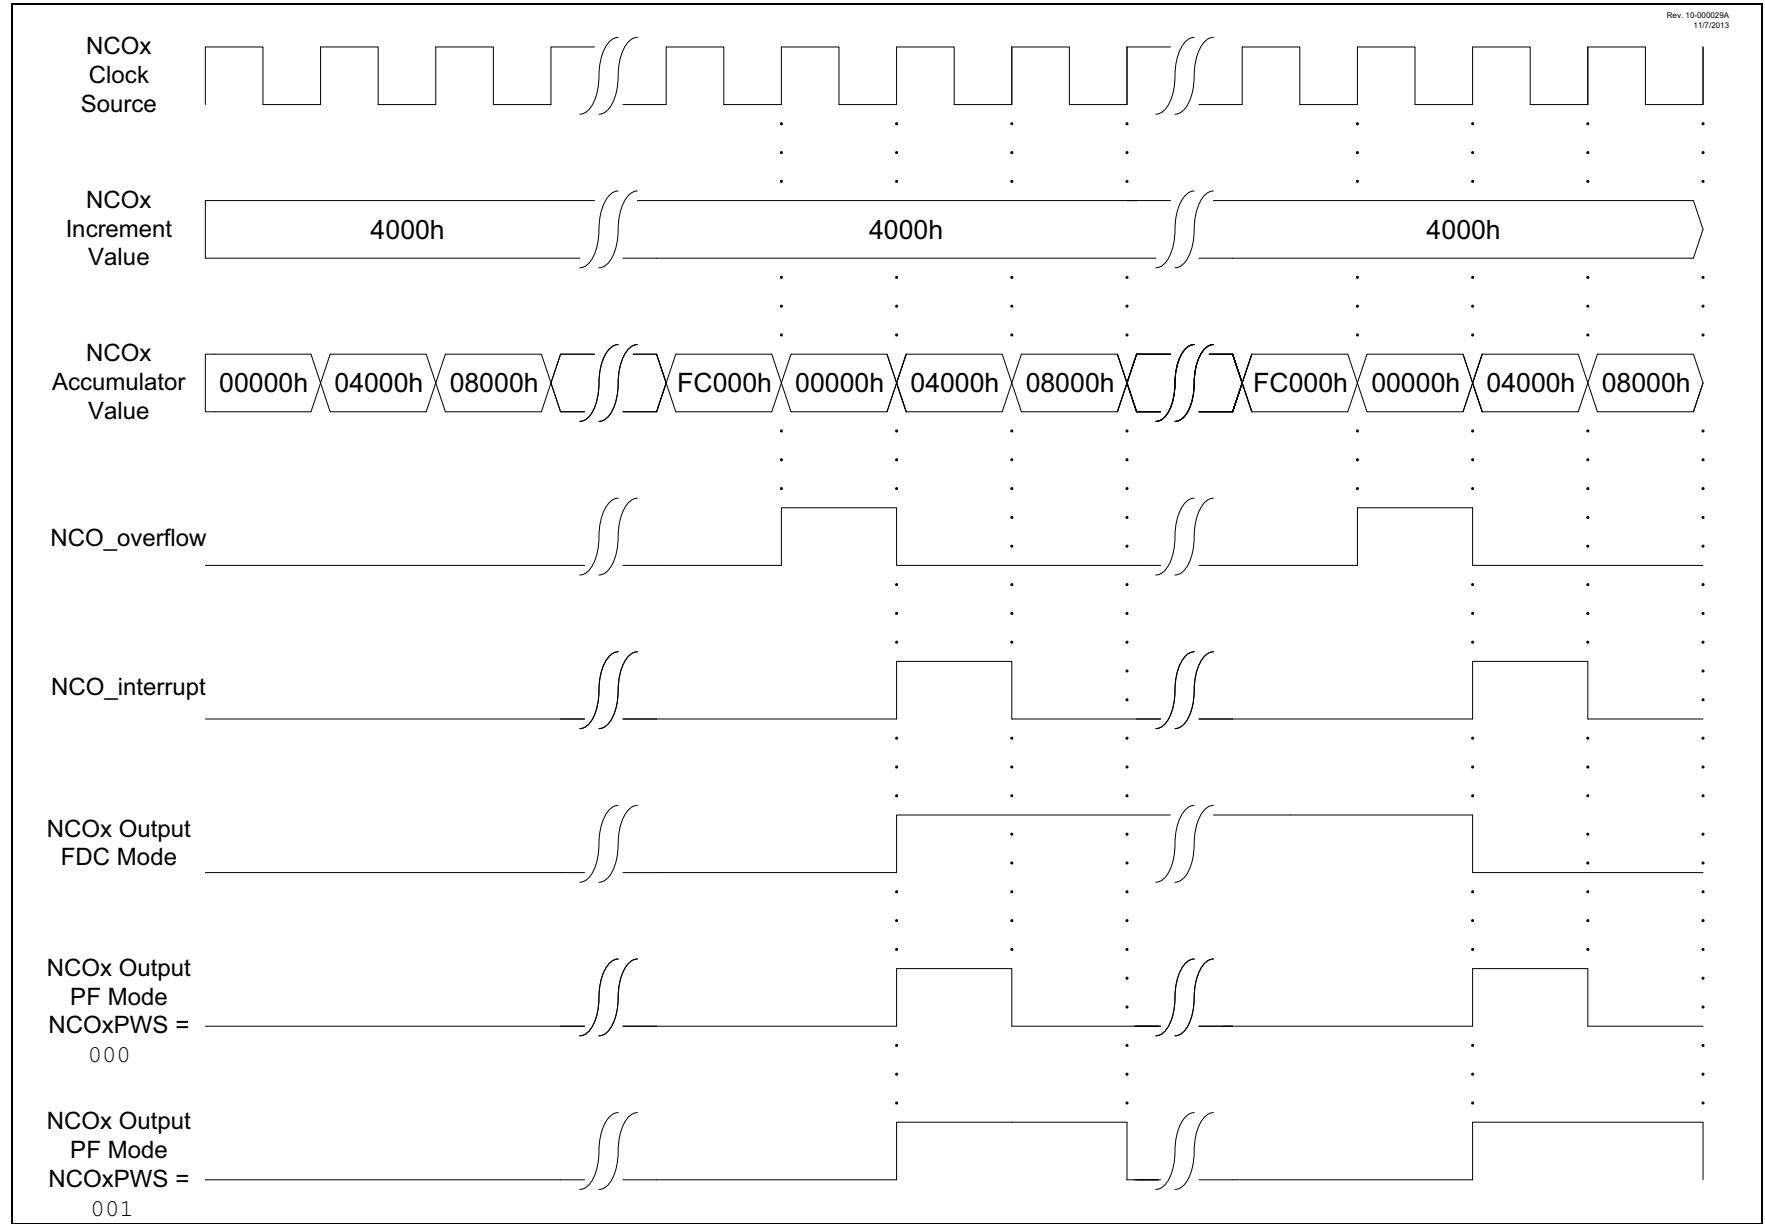 Rev. 10-000029A
11/7/2013
NCOx
Clock
Source
NCOx
Increment
Value
4000h 4000h 4000h
NCOx
Accumulator
Value
00000h 04000h 08000h FC000h 00000h 04000h 08000h FC000h 00000h 04000h 08000h
NCO_overflow
NCO_interrupt
NCOx Output
FDC Mode
NCOx Output
PF Mode
NCOxPWS =
000
NCOx Output
PF Mode
NCOxPWS =
001